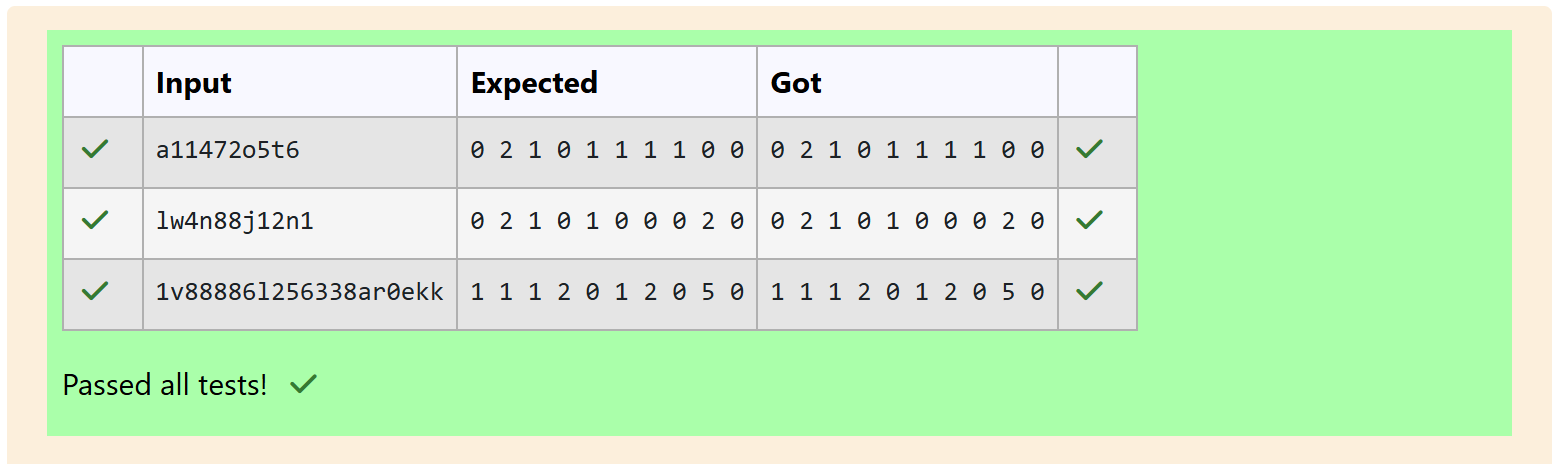 Input Expected Got
a11472o5t6 0 2 1 0 1 1 1 1 0 0 0 2 1 0 1 1 1 1 0 0
lw4n88j12n1 0 2 1 0 1 0 0 0 2 0 0 2 1 0 1 0 0 0 2 0
1v88886l256338ar0ekk 1 1 1 2 0 1 2 0 5 0 1 1 1 2 0 1 2 0 5 0
Passed all tests!